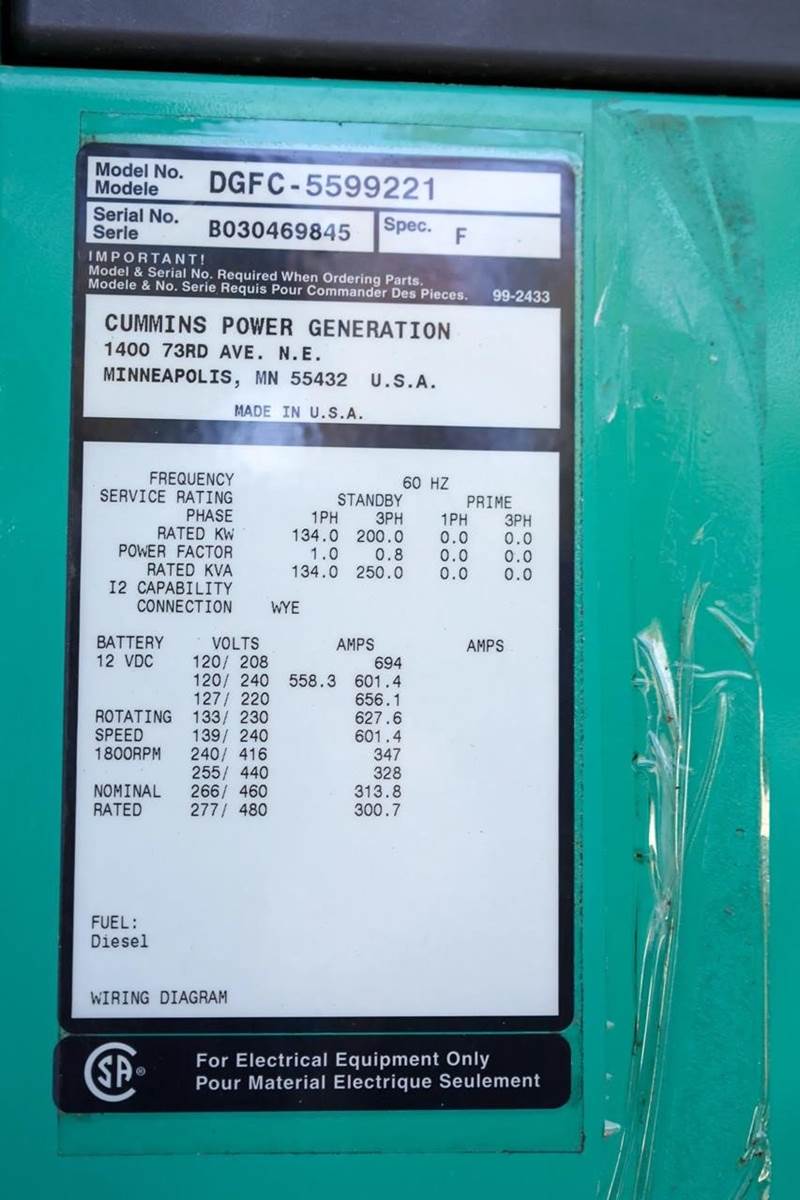 Model No. DGFC-5599221
Modele
Serial No. B030469845 Spec. F
Serie
IMPORTANT!
Model & Serial No. Required When Ordering Parts.
Modele & No. Serie Requis Pour Commander Des Pieces. 99-2433
CUMMINS POWER GENERATION
1400 73RD AVE. N.E.
MINNEAPOLIS, MN 55432 U.S.A.
MADE IN U.S.A.
FREQUENCY 60 HZ
SERVICE RATING STANDBY PRIME
PHASE 1PH 3PH 1PH 3PH
RATED KW 134.0 200.0 0.0 0.0
POWER FACTOR 1.0 0.8 0.0 0.0
RATED KVA 134.0 250.0 0.0 0.0
I2 CAPABILITY
CONNECTION WYE
BATTERY VOLTS AMPS AMPS
12 VDC 120/ 208 694
120/ 240 558.3 601.4
127/ 220 656.1
ROTATING 133/ 230 627.6
SPEED 139/ 240 601.4
1800RPM 240/ 416 347
255/ 440 328
NOMINAL 266/ 460 313.8
RATED 277/ 480 300.7
FUEL:
Diesel
WIRING DIAGRAM
CSA ® For Electrical Equipment Only
Pour Material Electrique Seulement